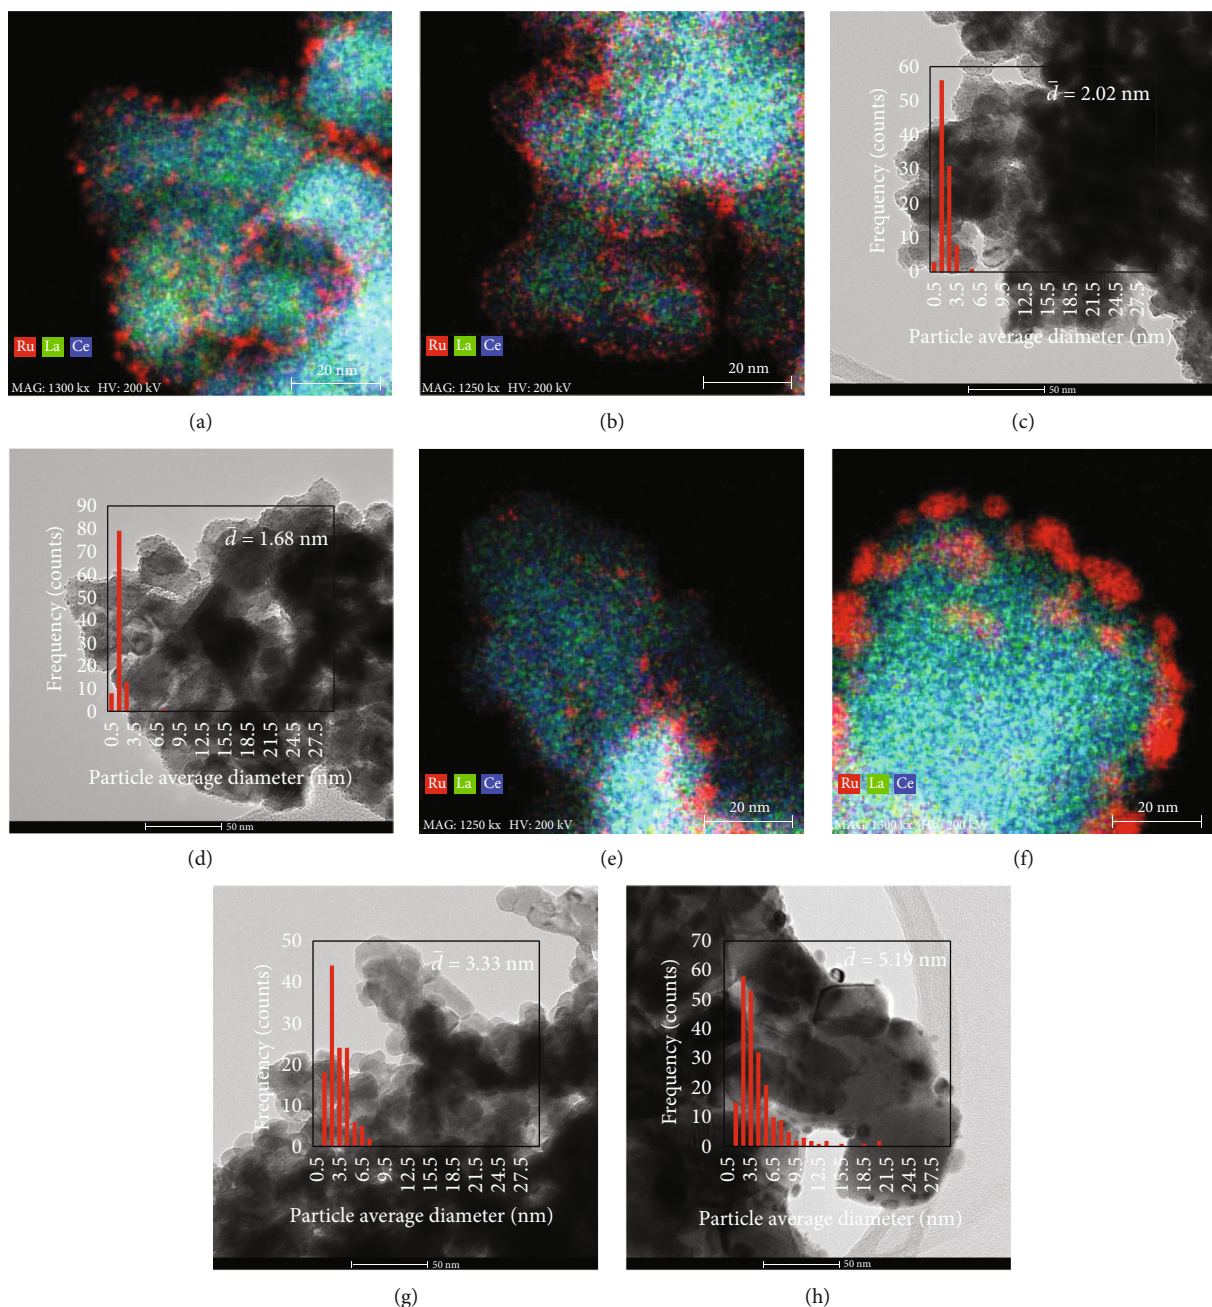 Ru La Ce
20 nm
MAG: 1300 kx HV: 200 kV
(a)
Ru La Ce
20 nm
MAG: 1250 kx HV: 200 kV
(b)
60
50
40
30
20
10
0
Frequency (counts)
d̄ = 2.02 nm
0.5 3.5 6.5 9.5 12.5 15.5 18.5 21.5 24.5 27.5
Particle average diameter (nm)
50 nm
(c)
90
80
70
60
50
40
30
20
10
0
Frequency (counts)
d̄ = 1.68 nm
0.5 3.5 6.5 9.5 12.5 15.5 18.5 21.5 24.5 27.5
Particle average diameter (nm)
50 nm
(d)
Ru La Ce
20 nm
MAG: 1250 kx HV: 200 kV
(e)
Ru La Ce
20 nm
MAG: 1300 kx HV: 200 kV
(f)
50
40
30
20
10
0
Frequency (counts)
d̄ = 3.33 nm
0.5 3.5 6.5 9.5 12.5 15.5 18.5 21.5 24.5 27.5
Particle average diameter (nm)
50 nm
(g)
70
60
50
40
30
20
10
0
Frequency (counts)
d̄ = 5.19 nm
0.5 3.5 6.5 9.5 12.5 15.5 18.5 21.5 24.5 27.5
Particle average diameter (nm)
50 nm
(h)